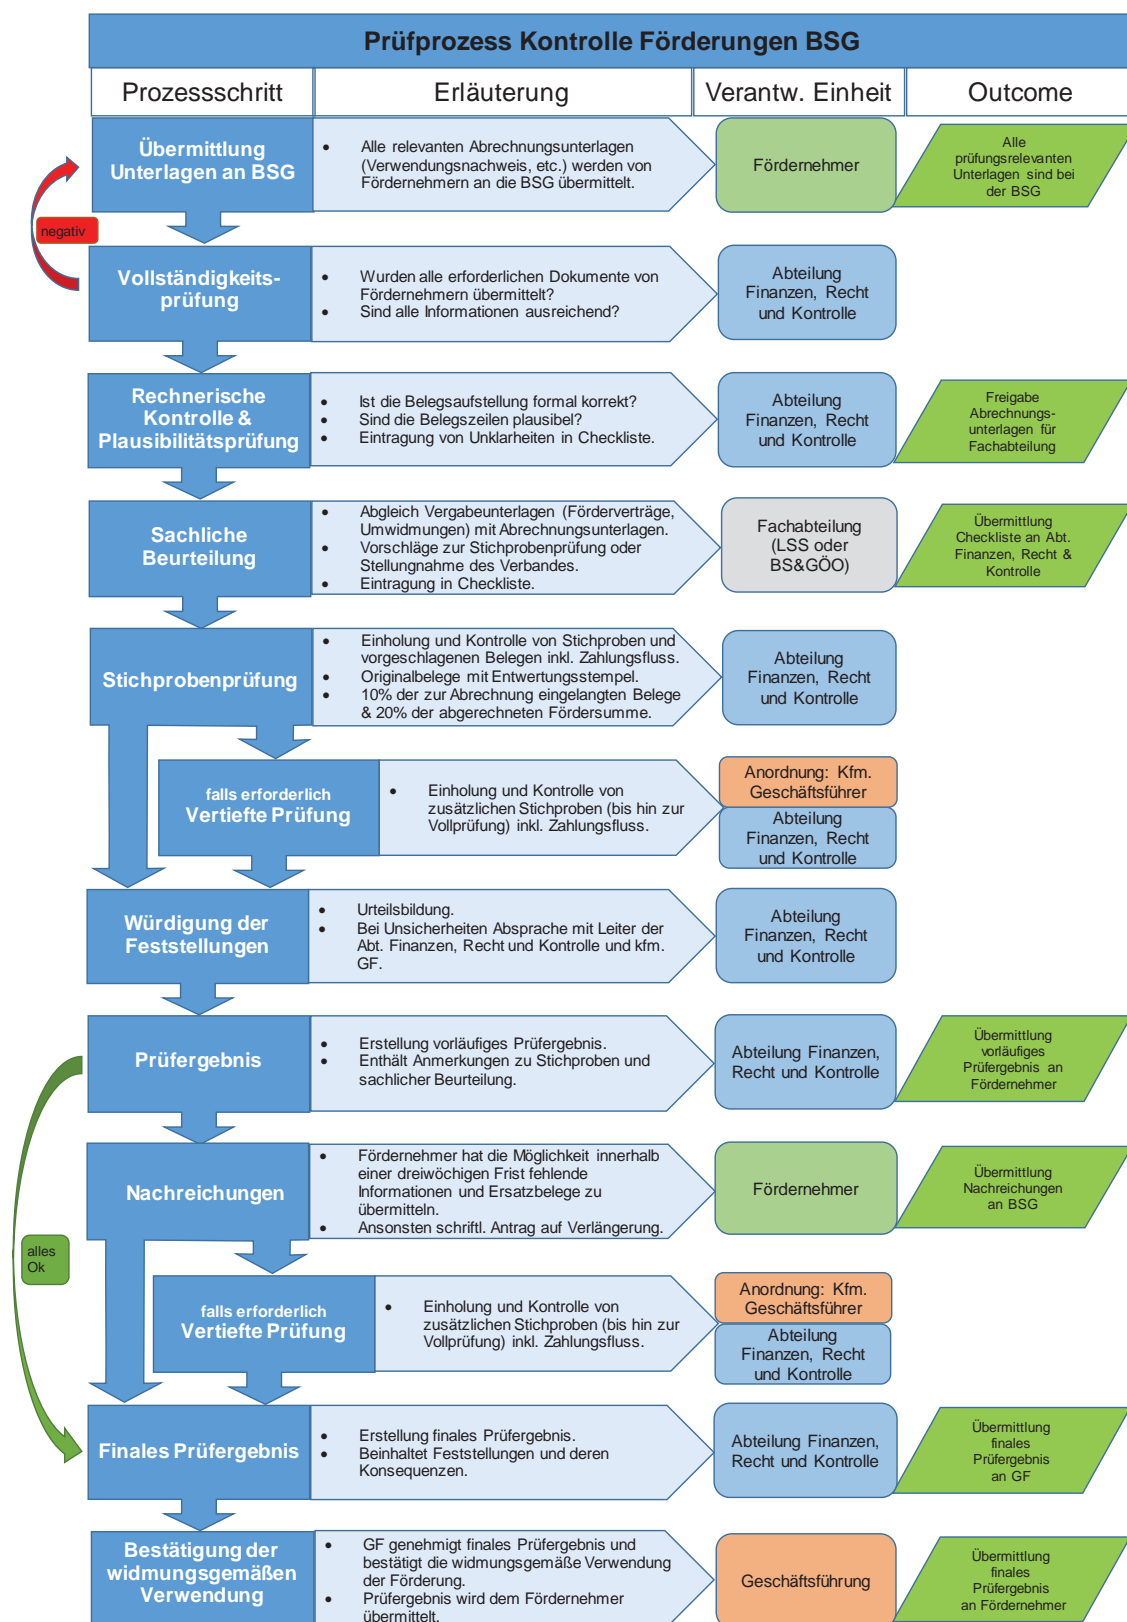 Prüfprozess Kontrolle Förderungen BSG
Prozessschritt
Erläuterung
Verantw. Einheit
Outcome
Übermittlung
Unterlagen an BSG
• Alle relevanten Abrechnungsunterlagen
(Verwendungsnachweis, etc.) werden von
Fördernehmern an die BSG übermittelt.
Fördernehmer
Alle
prüfungsrelevanten
Unterlagen sind bei
der BSG
negativ
Vollständigkeits-
prüfung
• Wurden alle erforderlichen Dokumente von
Fördernehmern übermittelt?
• Sind alle Informationen ausreichend?
Abteilung
Finanzen, Recht
und Kontrolle
Rechnerische
Kontrolle &
Plausibilitätsprüfung
• Ist die Belegsaufstellung formal korrekt?
• Sind die Belegszeilen plausibel?
• Eintragung von Unklarheiten in Checkliste.
Abteilung
Finanzen, Recht
und Kontrolle
Freigabe
Abrechnungs-
unterlagen für
Fachabteilung
Sachliche
Beurteilung
• Abgleich Vergabeunterlagen (Förderverträge,
Umwidmungen) mit Abrechnungsunterlagen.
• Vorschläge zur Stichprobenprüfung oder
Stellungnahme des Verbandes.
• Eintragung in Checkliste.
Fachabteilung
(LSS oder
BS&GÖO)
Übermittlung
Checkliste an Abt.
Finanzen, Recht &
Kontrolle
Stichprobenprüfung
• Einholung und Kontrolle von Stichproben und
vorgeschlagenen Belegen inkl. Zahlungsfluss.
• Originalbelege mit Entwertungsstempel.
• 10% der zur Abrechnung eingelangten Belege
& 20% der abgerechneten Fördersumme.
Abteilung
Finanzen, Recht
und Kontrolle
falls erforderlich
Vertiefte Prüfung
• Einholung und Kontrolle von
zusätzlichen Stichproben (bis hin zur
Vollprüfung) inkl. Zahlungsfluss.
Anordnung: Kfm.
Geschäftsführer
Abteilung
Finanzen, Recht
und Kontrolle
Würdigung der
Feststellungen
• Urteilsbildung.
• Bei Unsicherheiten Absprache mit Leiter der
Abt. Finanzen, Recht und Kontrolle und kfm.
GF.
Abteilung
Finanzen, Recht
und Kontrolle
Prüfergebnis
• Erstellung vorläufiges Prüfergebnis.
• Enthält Anmerkungen zu Stichproben und
sachlicher Beurteilung.
Abteilung Finanzen,
Recht und Kontrolle
Übermittlung
vorläufiges
Prüfergebnis an
Fördernehmer
Nachreichungen
• Fördernehmer hat die Möglichkeit innerhalb
einer dreiwöchigen Frist fehlende
Informationen und Ersatzbelege zu
übermitteln.
• Ansonsten schriftl. Antrag auf Verlängerung.
Fördernehmer
Übermittlung
Nachreichungen
an BSG
alles
Ok
falls erforderlich
Vertiefte Prüfung
• Einholung und Kontrolle von
zusätzlichen Stichproben (bis hin zur
Vollprüfung) inkl. Zahlungsfluss.
Anordnung: Kfm.
Geschäftsführer
Abteilung
Finanzen, Recht
und Kontrolle
Finales Prüfergebnis
• Erstellung finales Prüfergebnis.
• Beinhaltet Feststellungen und deren
Konsequenzen.
Abteilung Finanzen,
Recht und Kontrolle
Übermittlung
finales
Prüfergebnis
an GF
Bestätigung der
widmungsgemäßen
Verwendung
• GF genehmigt finales Prüfergebnis und
bestätigt die widmungsgemäße Verwendung
der Förderung.
• Prüfergebnis wird dem Fördernehmer
übermittelt.
Geschäftsführung
Übermittlung
finales
Prüfergebnis
an Fördernehmer